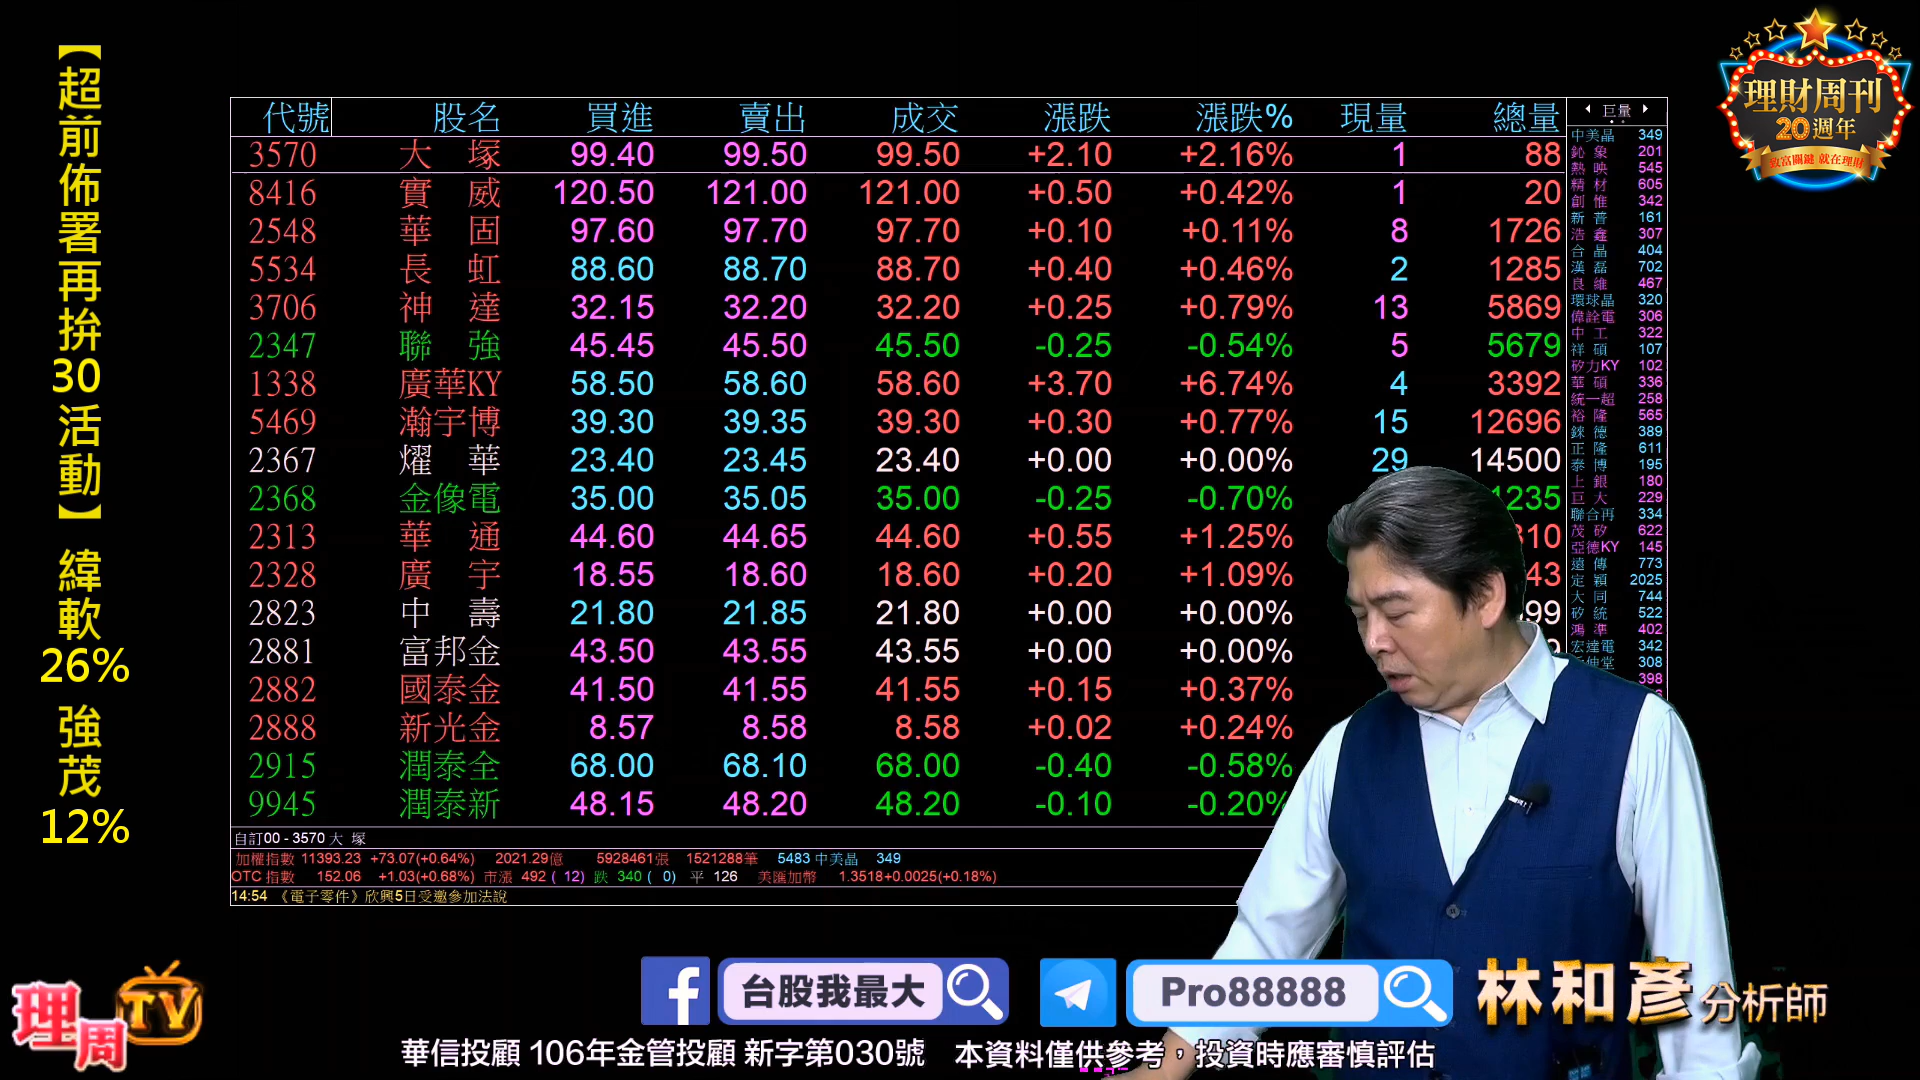 【超前佈署再拚30活動】 緯軟 26% 強茂 12%
理財周刊
20週年
致富關鍵 就在理財
代號 股名 買進 賣出 成交 漲跌 漲跌% 現量 總量
3570 大塚 99.40 99.50 99.50 +2.10 +2.16% 1 88
8416 實威 120.50 121.00 121.00 +0.50 +0.42% 1 20
2548 華固 97.60 97.70 97.70 +0.10 +0.11% 8 1726
5534 長虹 88.60 88.70 88.70 +0.40 +0.46% 2 1285
3706 神達 32.15 32.20 32.20 +0.25 +0.79% 13 5869
2347 聯強 45.45 45.50 45.50 -0.25 -0.54% 5 5679
1338 廣華KY 58.50 58.60 58.60 +3.70 +6.74% 4 3392
5469 瀚宇博 39.30 39.35 39.30 +0.30 +0.77% 15 12696
2367 燿華 23.40 23.45 23.40 +0.00 +0.00% 29 14500
2368 金像電 35.00 35.05 35.00 -0.25 -0.70% 1235
2313 華通 44.60 44.65 44.60 +0.55 +1.25% 310
2328 廣宇 18.55 18.60 18.60 +0.20 +1.09% 43
2823 中壽 21.80 21.85 21.80 +0.00 +0.00% 99
2881 富邦金 43.50 43.55 43.55 +0.00 +0.00%
2882 國泰金 41.50 41.55 41.55 +0.15 +0.37%
2888 新光金 8.57 8.58 8.58 +0.02 +0.24%
2915 潤泰全 68.00 68.10 68.00 -0.40 -0.58%
9945 潤泰新 48.15 48.20 48.20 -0.10 -0.20%
巨量
中美晶 349
鈊象 201
熱映 545
精材 605
創惟 342
新普 161
浩鑫 307
合晶 404
漢磊 702
良維 467
環球晶 320
偉詮電 306
中工 322
祥碩 107
矽力KY 102
華碩 336
統一超 258
裕隆 565
錸德 389
正隆 611
泰博 195
上銀 180
巨大 229
聯合再 334
茂矽 622
亞德KY 145
遠傳 773
定穎 2025
大同 744
矽統 522
鴻準 402
宏達電 342
伸堂 308
398
自訂00 - 3570 大塚
加權指數 11393.23 +73.07(+0.64%) 2021.29億 5928461張 1521288筆 5483 中美晶 349
OTC 指數 152.06 +1.03(+0.68%) 市漲 492 ( 12) 跌 340 ( 0) 平 126 美匯加幣 1.3518+0.0025(+0.18%)
14:54 《電子零件》欣興5日受邀參加法說
理周TV
台股我最大
Pro88888
林和彥 分析師
華信投顧 106年金管投顧 新字第030號 本資料僅供參考，投資時應審慎評估